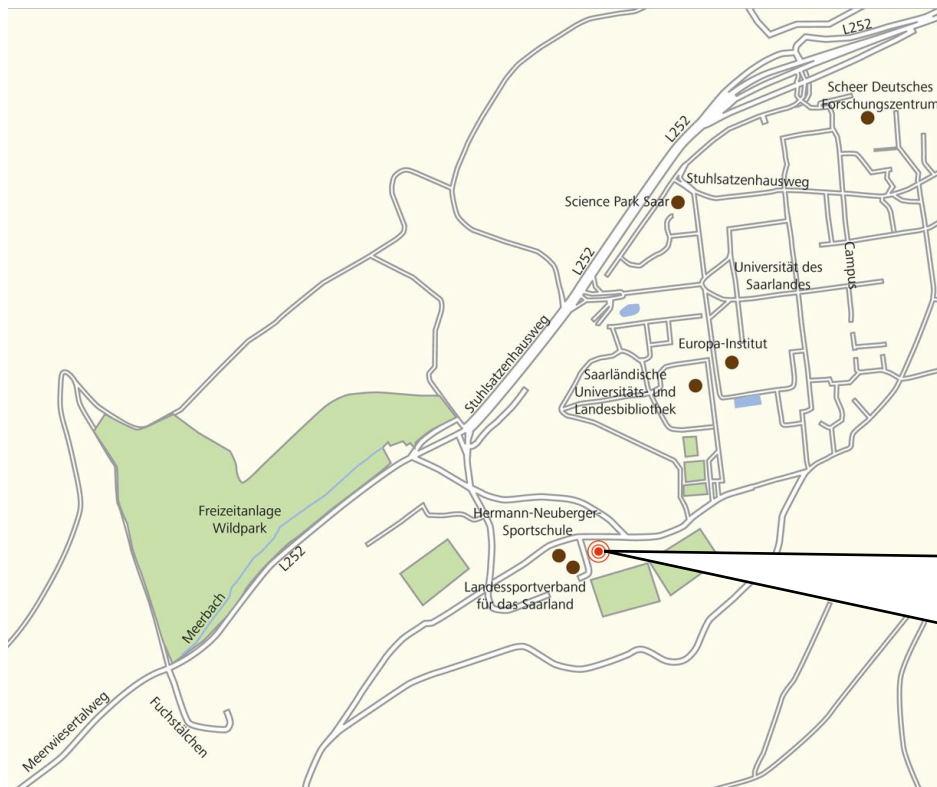 L252
Scheer Deutsches
Forschungszentrum
L252
Stuhlsatzenhausweg
Science Park Saar
L252
Campus
Universität des
Saarlandes
Stuhlsatzenhausweg
Europa-Institut
Saarländische
Universitäts- und
Landesbibliothek
Freizeitanlage
Wildpark
Hermann-Neuberger-
Sportschule
L252
Landessportverband
für das Saarland
Meerbach
Meerwiesertalweg
Fuchstälchen